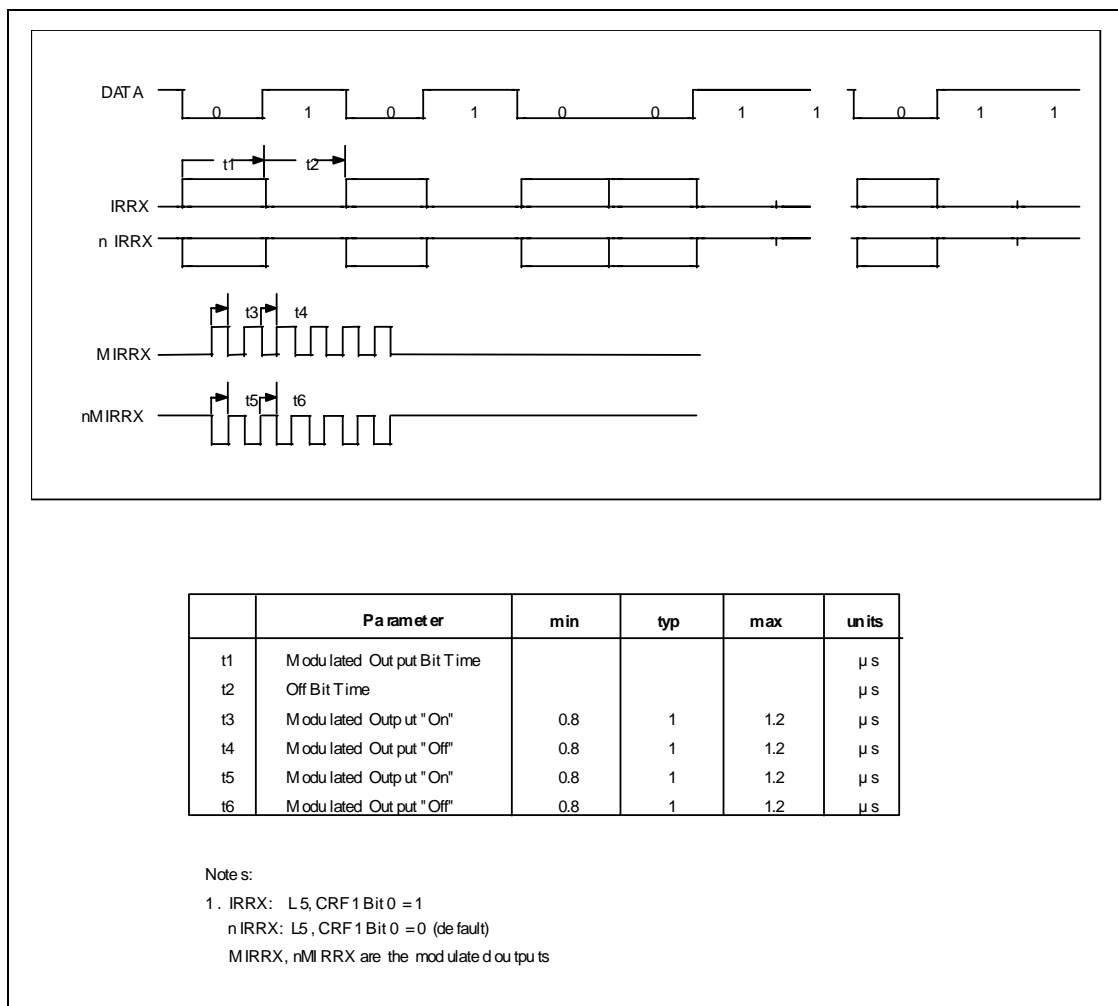 DATA
0 1 0 1 0 0 1 1 0 1 1
t1 t2
IRRX
n IRRX
t3 t4
MIRRX
t5 t6
nMIRRX
Parameter min typ max units
t1 Modulated Output Bit Time µs
t2 Off Bit Time µs
t3 Modulated Output "On" 0.8 1 1.2 µs
t4 Modulated Output "Off" 0.8 1 1.2 µs
t5 Modulated Output "On" 0.8 1 1.2 µs
t6 Modulated Output "Off" 0.8 1 1.2 µs
Notes:
1. IRRX: L5, CRF1 Bit 0 = 1
nIRRX: L5, CRF1 Bit 0 = 0 (default)
MIRRX, nMIRRX are the modulated outputs